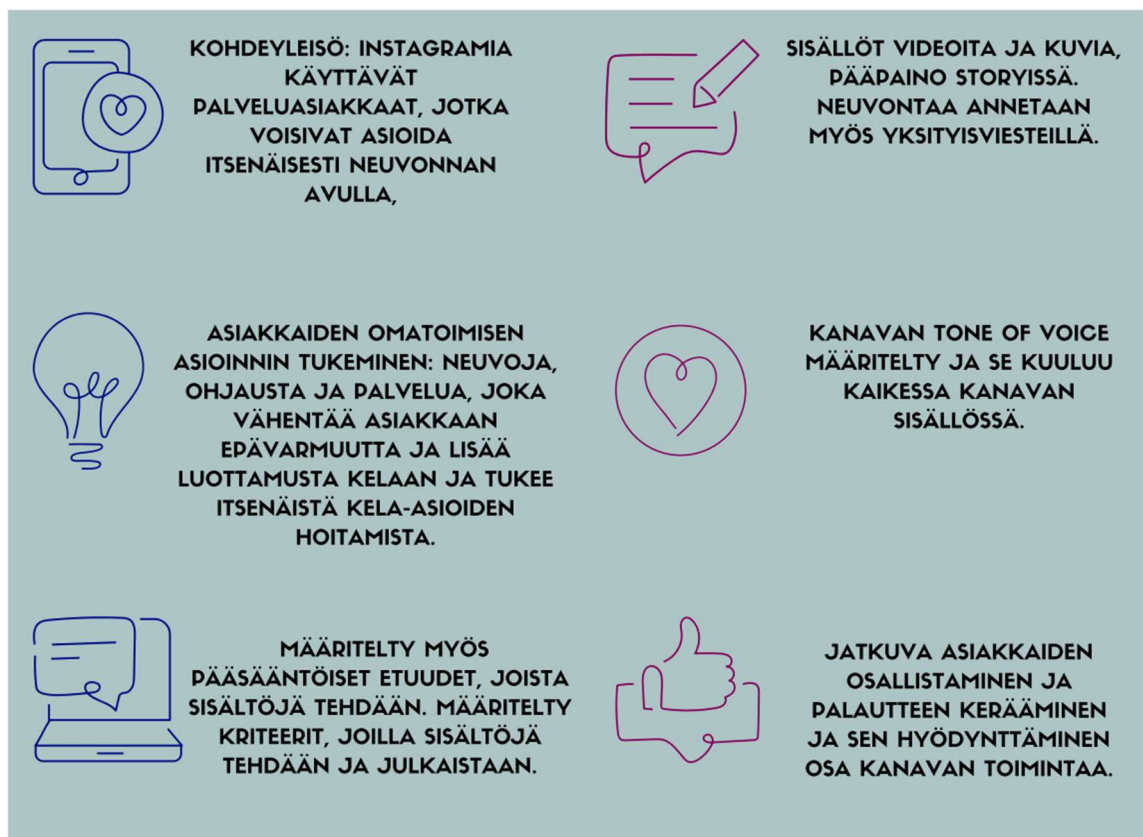 KOHDEYLEISÖ: INSTAGRAMIA
KÄYTTÄVÄT
PALVELUASIAKKAAT, JOTKA
VOISIVAT ASIOIDA
ITSENÄISESTI NEUVONNAN
AVULLA,
SISÄLLÖT VIDEOITA JA KUVIA,
PÄÄPAINO STORYISSÄ.
NEUVONTAA ANNETAAN
MYÖS YKSITYISVIESTEILLÄ.
ASIAKKAIDEN OMATOIMISEN
ASIOINNIN TUKEMINEN: NEUVOJA,
OHJAUSTA JA PALVELUA, JOKA
VÄHENTÄÄ ASIAKKAAN
EPÄVARMUUTTA JA LISÄÄ
LUOTTAMUSTA KELAAN JA TUKEE
ITSENÄISTÄ KELA-ASIOIDEN
HOITAMISTA.
KANAVAN TONE OF VOICE
MÄÄRITELTY JA SE KUULUU
KAIKESSA KANAVAN
SISÄLLÖSSÄ.
MÄÄRITELTY MYÖS
PÄÄSÄÄNTÖISET ETUUDET, JOISTA
SISÄLTÖJÄ TEHDÄÄN. MÄÄRITELTY
KRITEERIT, JOILLA SISÄLTÖJÄ
TEHDÄÄN JA JULKAISTAAN.
JATKUVA ASIAKKAIDEN
OSALLISTAMINEN JA
PALAUTTEEN KERÄÄMINEN
JA SEN HYÖDYNTTÄMINEN
OSA KANAVAN TOIMINTAA.